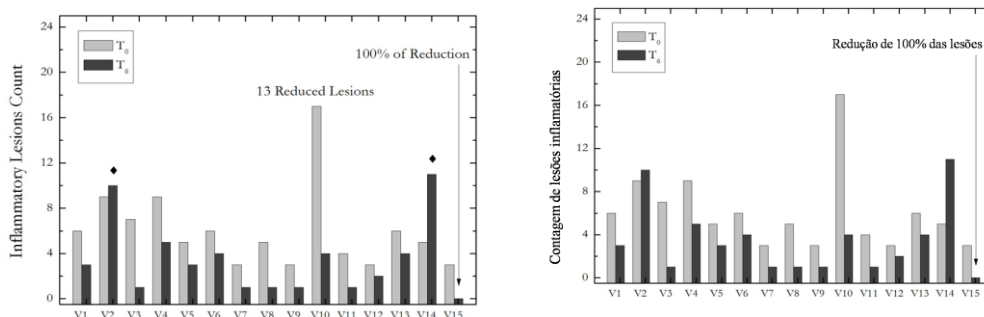 Inflammatory Lesions Count
24
20
16
12
8
4
0
T0
T6
100% of Reduction
13 Reduced Lesions
V1 V2 V3 V4 V5 V6 V7 V8 V9 V10 V11 V12 V13 V14 V15
Contagem de lesões inflamatórias
24
20
16
12
8
4
0
T0
T6
Redução de 100% das lesões
V1 V2 V3 V4 V5 V6 V7 V8 V9 V10 V11 V12 V13 V14 V15